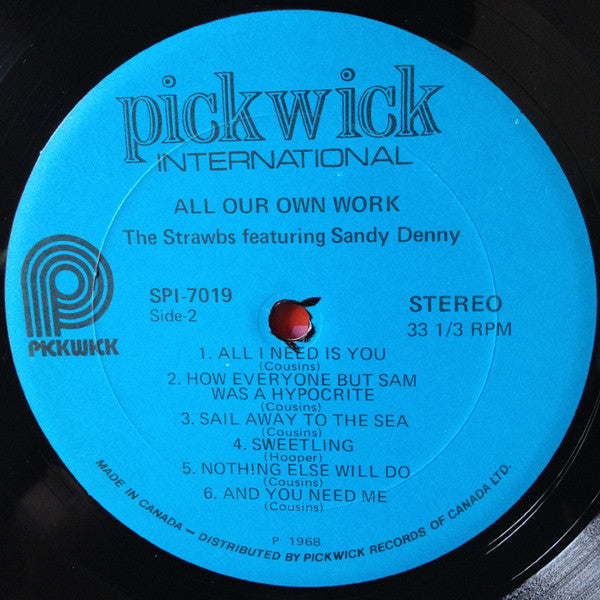 pickwick
INTERNATIONAL
ALL OUR OWN WORK
The Strawbs featuring Sandy Denny
PICKWICK
SPI-7019
Side-2
STEREO
33 1/3 RPM
1. ALL I NEED IS YOU
(Cousins)
2. HOW EVERYONE BUT SAM
WAS A HYPOCRITE
(Cousins)
3. SAIL AWAY TO THE SEA
(Cousins)
4. SWEETLING
(Hooper)
5. NOTHING ELSE WILL DO
(Cousins)
6. AND YOU NEED ME
(Cousins)
P 1968
MADE IN CANADA - DISTRIBUTED BY PICKWICK RECORDS OF CANADA LTD.